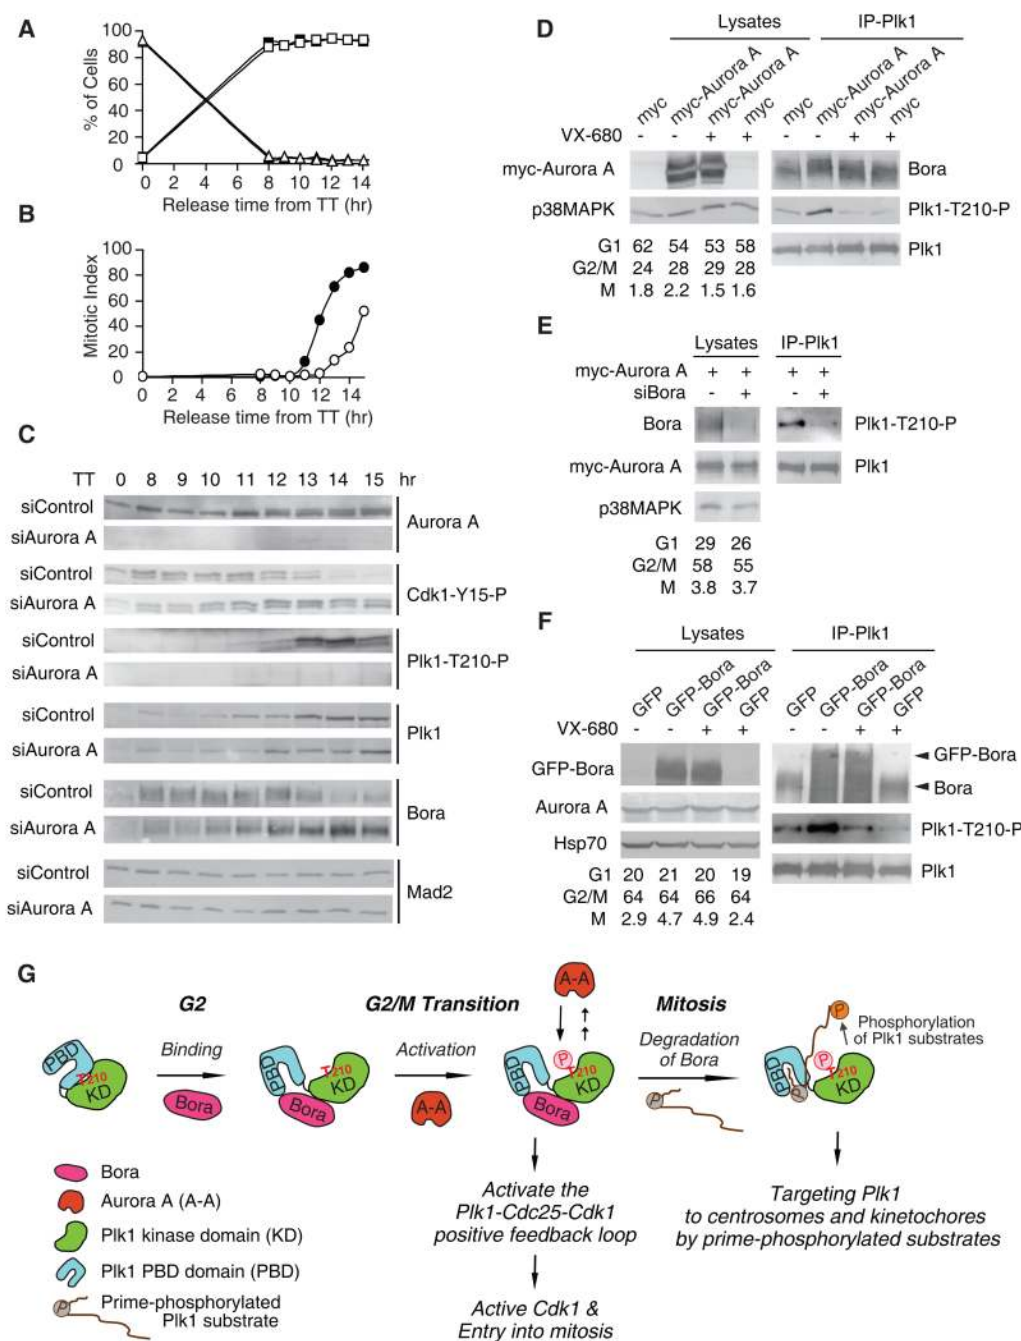 A
% of Cells
100
80
60
40
20
0
0 2 4 6 8 10 12 14
Release time from TT (hr)
B
Mitotic Index
100
80
60
40
20
0
0 2 4 6 8 10 12 14
Release time from TT (hr)
C
TT 0 8 9 10 11 12 13 14 15 hr
siControl
siAurora A
Aurora A
siControl
siAurora A
Cdk1-Y15-P
siControl
siAurora A
Plk1-T210-P
siControl
siAurora A
Plk1
siControl
siAurora A
Bora
siControl
siAurora A
Mad2
D
Lysates IP-Plk1
myc myc-Aurora A myc-Aurora A myc myc myc-Aurora A myc-Aurora A myc
VX-680 - - + + - - + +
myc-Aurora A Bora
p38MAPK Plk1-T210-P
G1 62 54 53 58 Plk1
G2/M 24 28 29 28
M 1.8 2.2 1.5 1.6
E
Lysates IP-Plk1
myc-Aurora A + + + +
siBora - + - +
Bora Plk1-T210-P
myc-Aurora A Plk1
p38MAPK
G1 29 26
G2/M 58 55
M 3.8 3.7
F
Lysates IP-Plk1
GFP GFP-Bora GFP-Bora GFP GFP GFP-Bora GFP-Bora GFP
VX-680 - - + + - - + +
GFP-Bora GFP-Bora
Bora
Aurora A Plk1-T210-P
Hsp70 Plk1
G1 20 21 20 19
G2/M 64 64 66 64
M 2.9 4.7 4.9 2.4
G
G2 G2/M Transition Mitosis
PBD T210 KD
Binding
Bora
PBD T210 KD Bora
Activation
A-A
A-A
P
PBD T210 KD Bora
Degradation
of Bora
P
P
Phosphorylation
of Plk1 substrates
PBD P T210 KD P
Bora
Aurora A (A-A)
Plk1 kinase domain (KD)
Plk1 PBD domain (PBD)
P Prime-phosphorylated
Plk1 substrate
Activate the
Plk1-Cdc25-Cdk1
positive feedback loop
Active Cdk1 &
Entry into mitosis
Targeting Plk1
to centrosomes and kinetochores
by prime-phosphorylated substrates